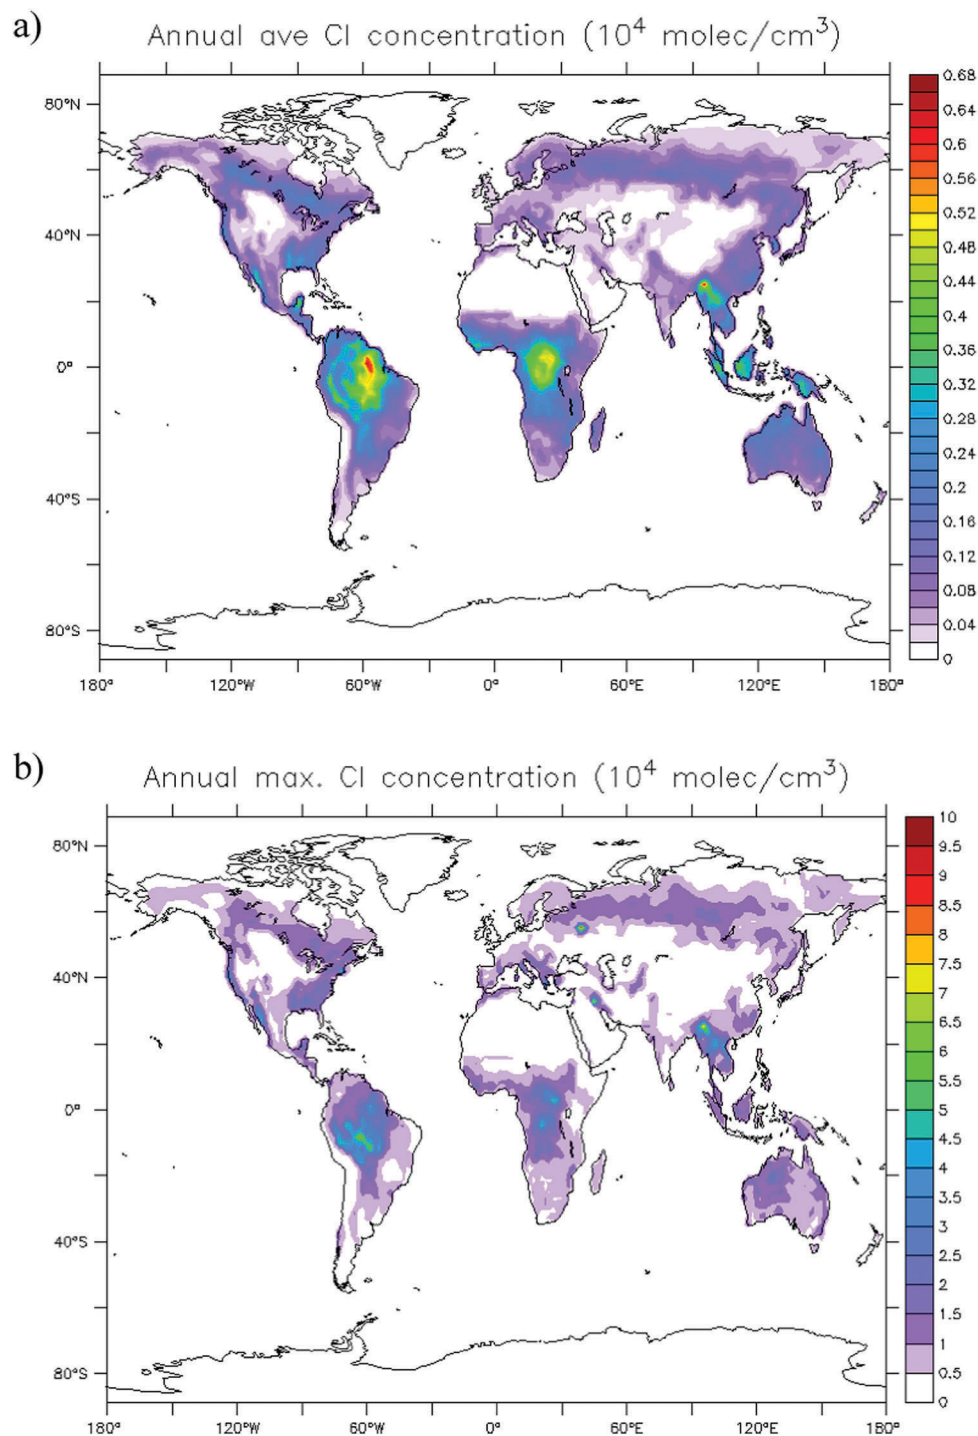 a)
Annual ave CI concentration (10⁴ molec/cm³)
80°N
40°N
0°
40°S
80°S
180°
120°W
60°W
0°
60°E
120°E
180°
0.68
0.64
0.6
0.56
0.52
0.48
0.44
0.4
0.36
0.32
0.28
0.24
0.2
0.16
0.12
0.08
0.04
0
b)
Annual max. CI concentration (10⁴ molec/cm³)
80°N
40°N
0°
40°S
80°S
180°
120°W
60°W
0°
60°E
120°E
180°
10
9.5
9
8.5
8
7.5
7
6.5
6
5.5
5
4.5
4
3.5
3
2.5
2
1.5
1
0.5
0